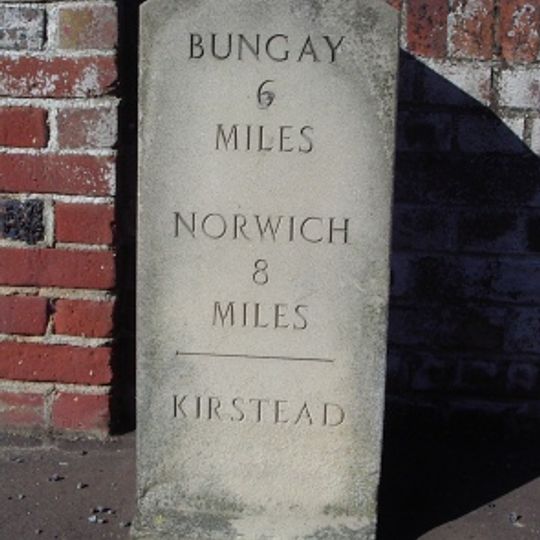 BUNGAY
6
MILES
NORWICH
8
MILES
KIRSTEAD